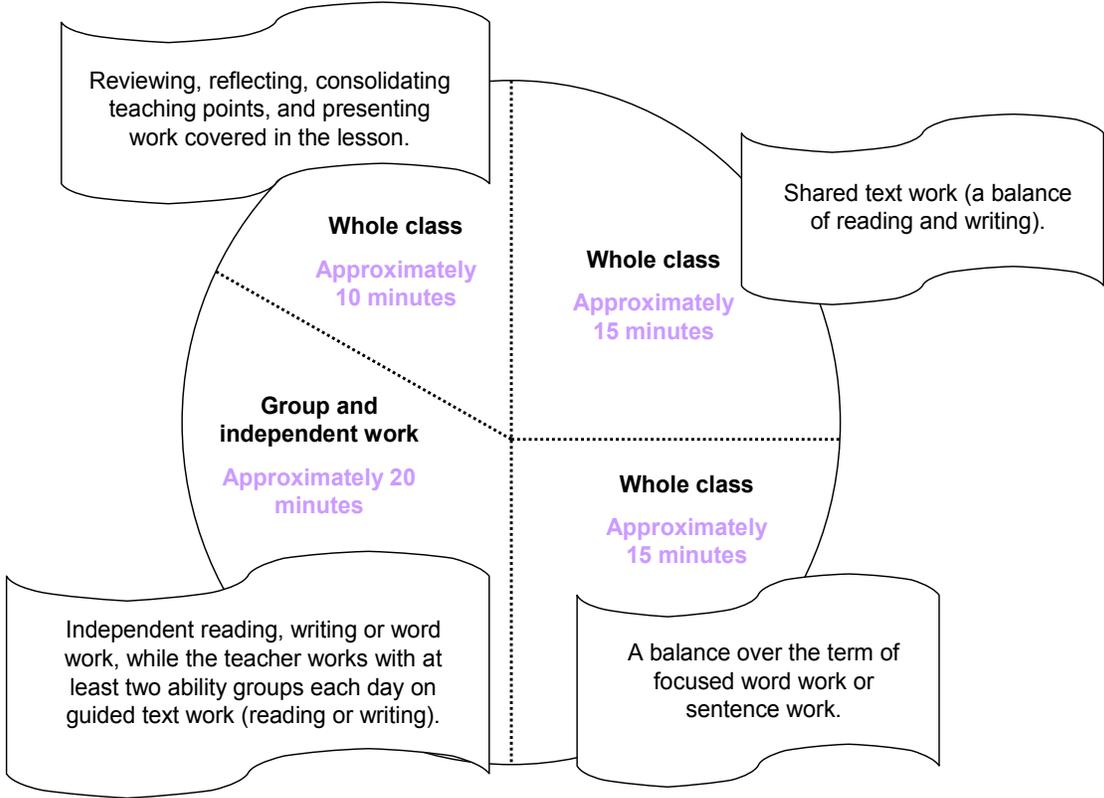 Reviewing, reflecting, consolidating
teaching points, and presenting
work covered in the lesson.
Whole class
Approximately
10 minutes
Shared text work (a balance
of reading and writing).
Whole class
Approximately
15 minutes
Group and
independent work
Approximately 20
minutes
Whole class
Approximately
15 minutes
Independent reading, writing or word
work, while the teacher works with at
least two ability groups each day on
guided text work (reading or writing).
A balance over the term of
focused word work or
sentence work.